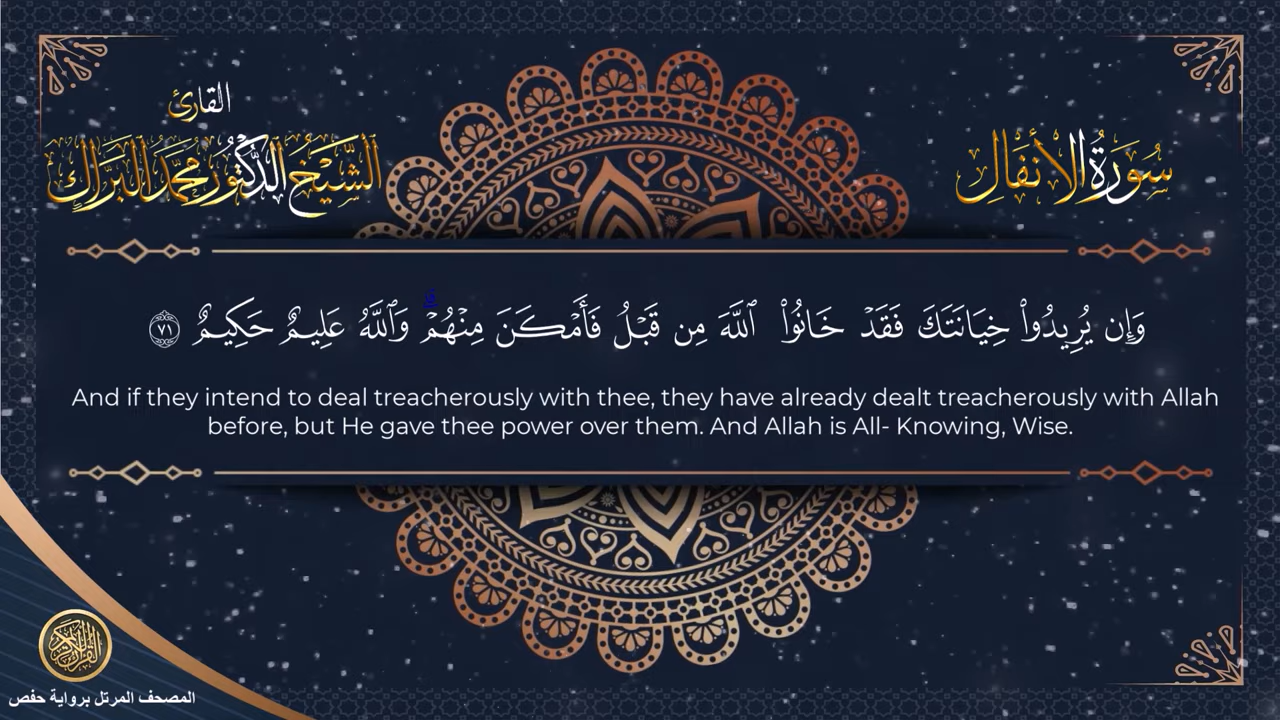 القارئ
الشيخ الدكتور محمد البراك
سورة الأنفال
وَإِن يُرِيدُوا۟ خِيَانَتَكَ فَقَدْ خَانُوا۟ ٱللَّهَ مِن قَبْلُ فَأَمْكَنَ مِنْهُمْ ۗ وَٱللَّهُ عَلِيمٌ حَكِيمٌ ٧١
And if they intend to deal treacherously with thee, they have already dealt treacherously with Allah
before, but He gave thee power over them. And Allah is All- Knowing, Wise.
القرآن الكريم
المصحف المرتل برواية حفص